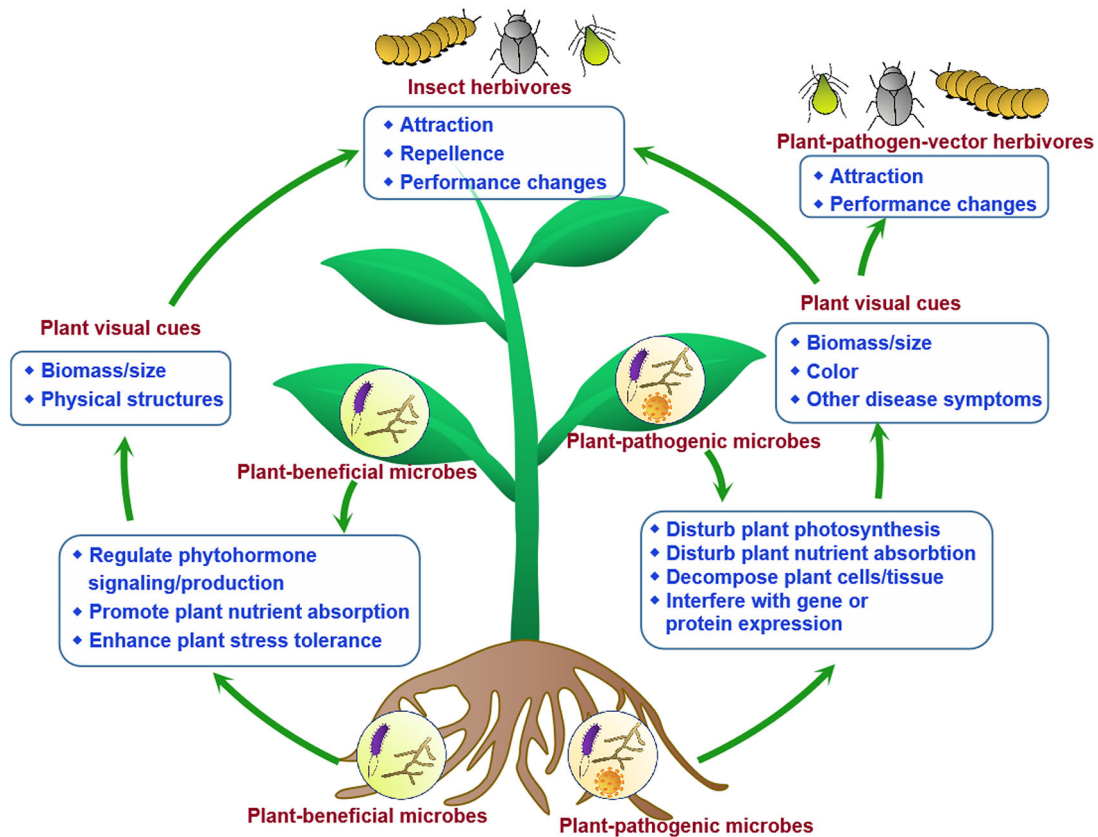 Insect herbivores
◆ Attraction
◆ Repellence
◆ Performance changes
Plant-pathogen-vector herbivores
◆ Attraction
◆ Performance changes
Plant visual cues
◆ Biomass/size
◆ Physical structures
Plant visual cues
◆ Biomass/size
◆ Color
◆ Other disease symptoms
Plant-beneficial microbes
Plant-pathogenic microbes
◆ Regulate phytohormone
signaling/production
◆ Promote plant nutrient absorption
◆ Enhance plant stress tolerance
◆ Disturb plant photosynthesis
◆ Disturb plant nutrient absorbtion
◆ Decompose plant cells/tissue
◆ Interfere with gene or
protein expression
Plant-beneficial microbes
Plant-pathogenic microbes